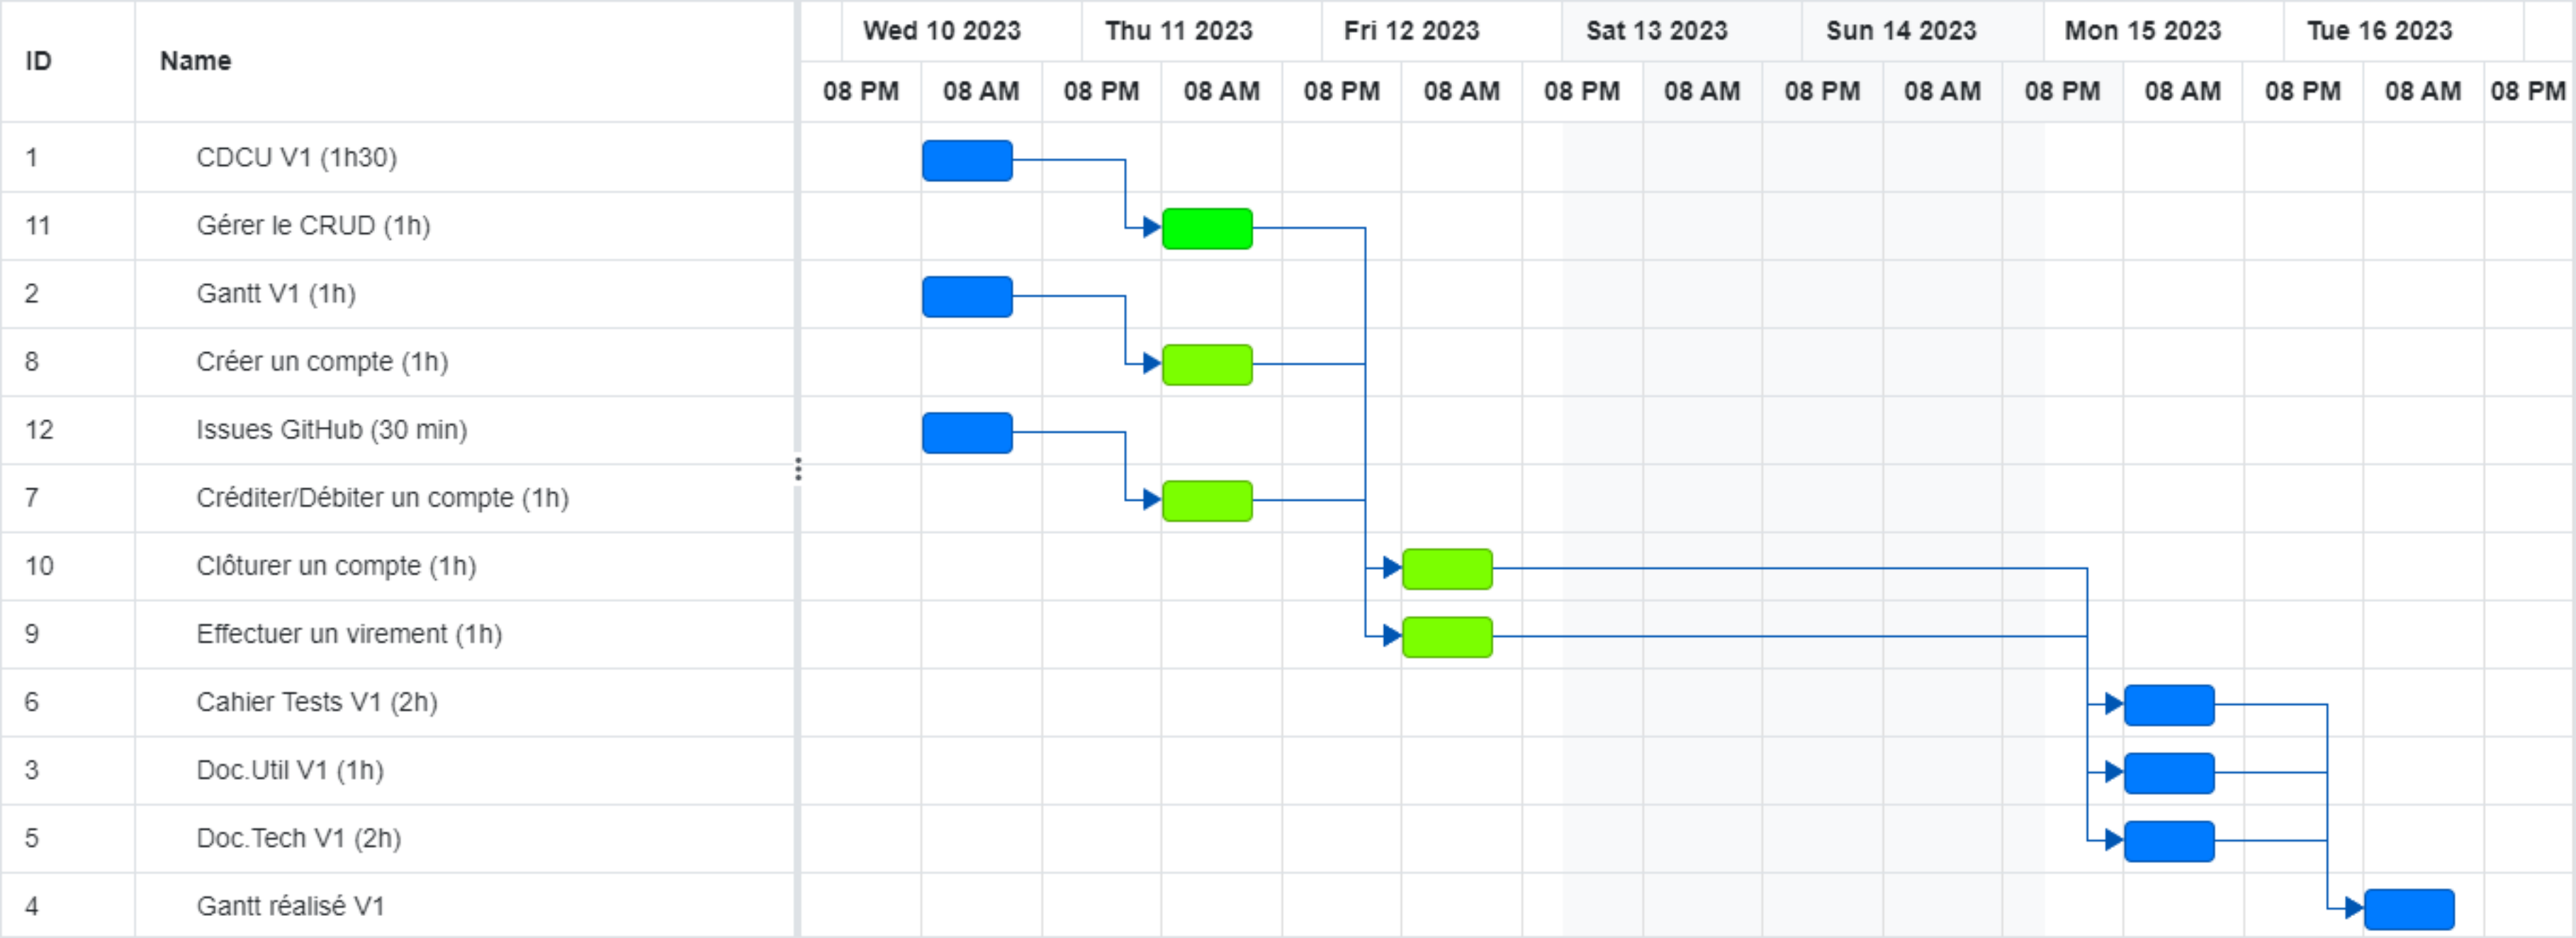 ID Name Wed 10 2023 Thu 11 2023 Fri 12 2023 Sat 13 2023 Sun 14 2023 Mon 15 2023 Tue 16 2023
08 PM 08 AM 08 PM 08 AM 08 PM 08 AM 08 PM 08 AM 08 PM 08 AM 08 PM 08 AM 08 PM 08 AM 08 PM
1 CDCU V1 (1h30)
11 Gérer le CRUD (1h)
2 Gantt V1 (1h)
8 Créer un compte (1h)
12 Issues GitHub (30 min)
7 Créditer/Débiter un compte (1h)
10 Clôturer un compte (1h)
9 Effectuer un virement (1h)
6 Cahier Tests V1 (2h)
3 Doc.Util V1 (1h)
5 Doc.Tech V1 (2h)
4 Gantt réalisé V1